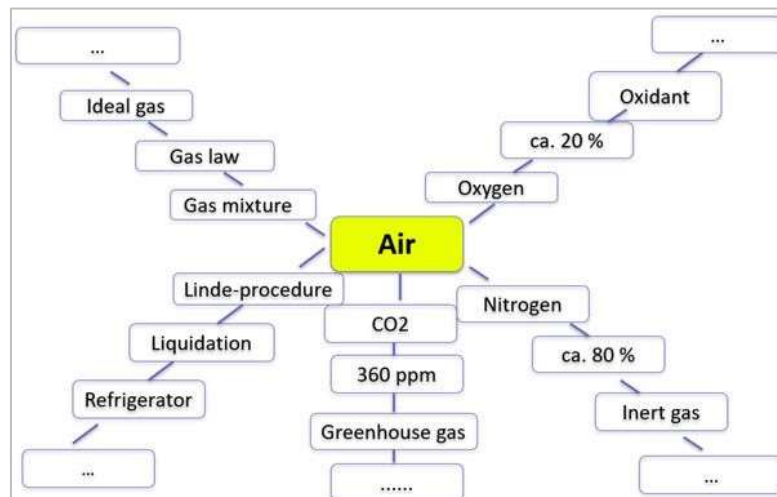 ...
...
Ideal gas
Oxidant
Gas law
ca. 20 %
Gas mixture
Oxygen
Air
Linde-procedure
Nitrogen
CO2
Liquidation
ca. 80 %
360 ppm
Refrigerator
Inert gas
Greenhouse gas
...
...
......